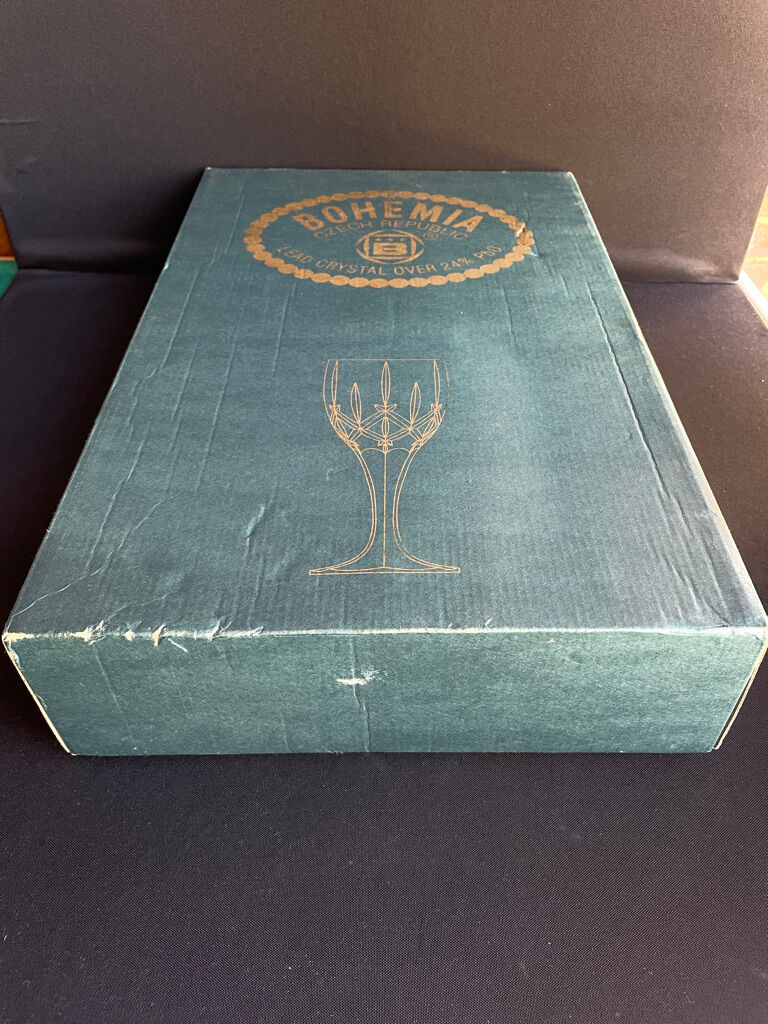 BOHEMIA
CZECH REPUBLIC
®
B
LEAD CRYSTAL OVER 24% PbO